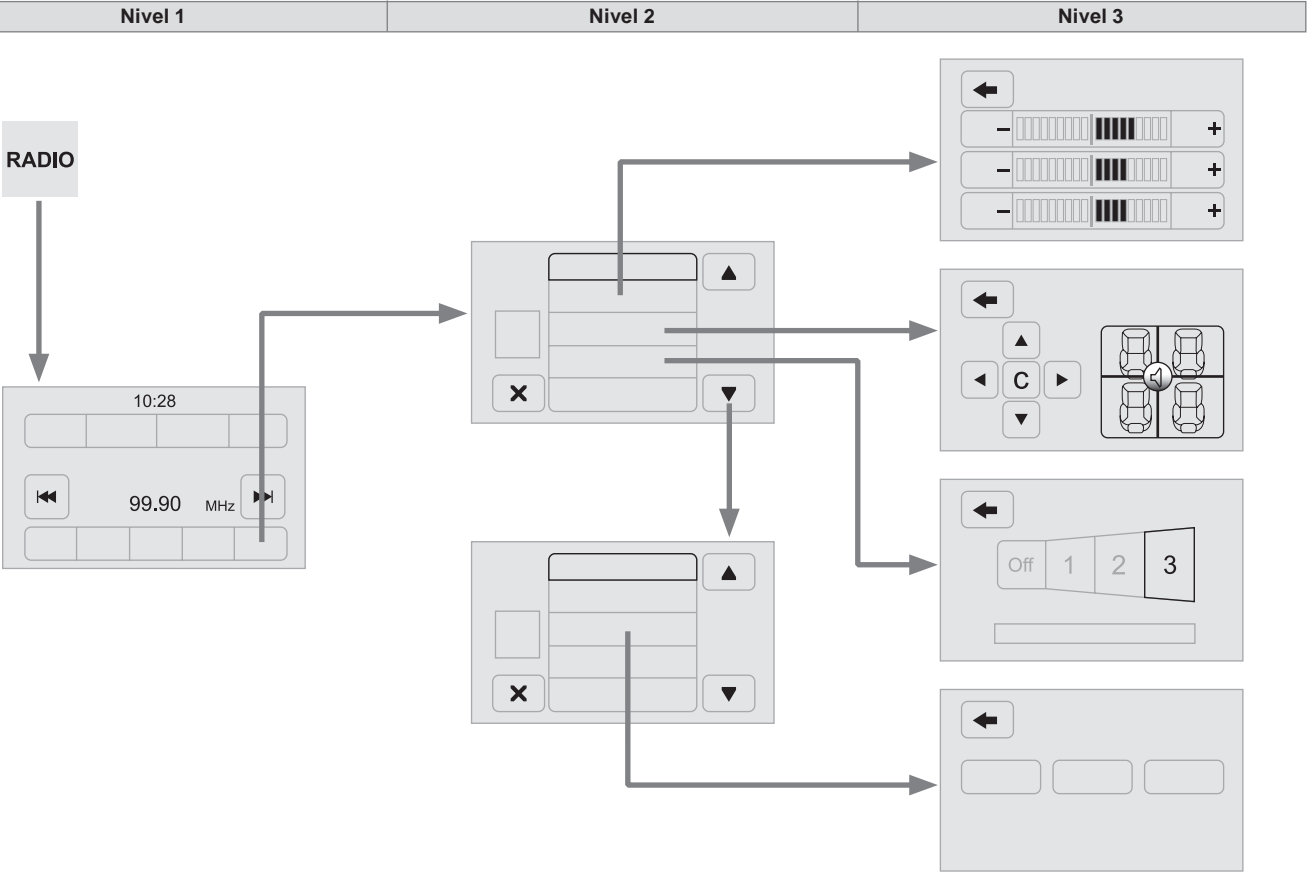 Nivel 1 Nivel 2 Nivel 3
RADIO
10:28
99.90 MHz
- +
- +
- +
C
Off 1 2 3